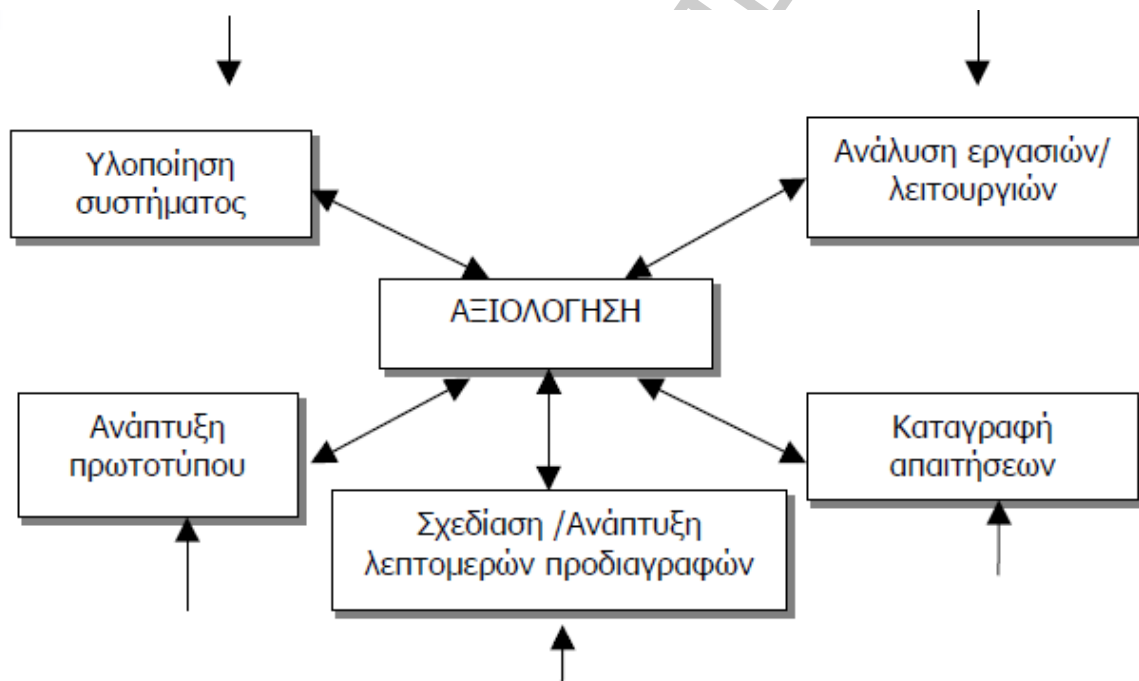 Υλοποίηση
συστήματος
Ανάλυση εργασιών/
λειτουργιών
ΑΞΙΟΛΟΓΗΣΗ
Ανάπτυξη
πρωτοτύπου
Καταγραφή
απαιτήσεων
Σχεδίαση /Ανάπτυξη
λεπτομερών προδιαγραφών